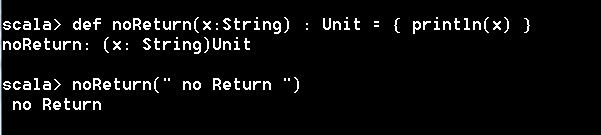 scala> def noReturn(x:String) : Unit = { println(x) }
noReturn: (x: String)Unit
scala> noReturn(" no Return ")
 no Return